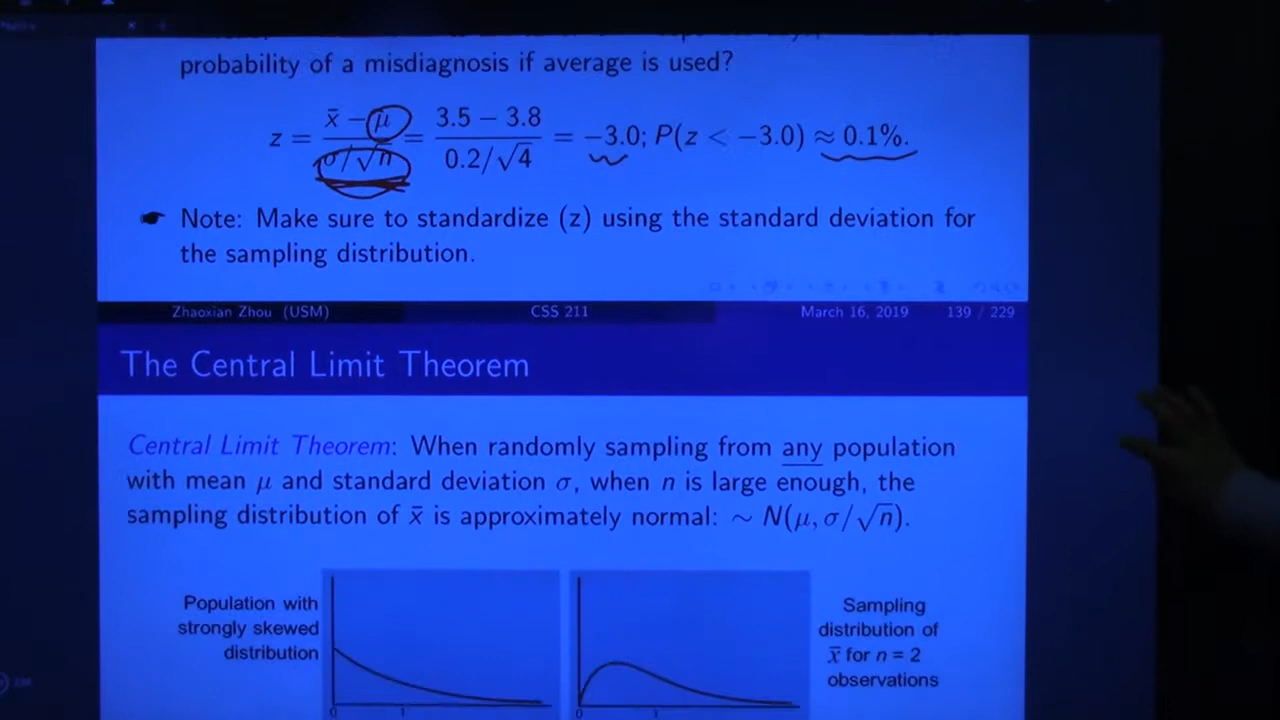 probability of a misdiagnosis if average is used?
z = x̄ − μ / σ/√n = 3.5 − 3.8 / 0.2/√4 = −3.0; P(z < −3.0) ≈ 0.1%.
Note: Make sure to standardize (z) using the standard deviation for
the sampling distribution.
Zhaoxian Zhou (USM) CSS 211 March 16, 2019 139 / 229
The Central Limit Theorem
Central Limit Theorem: When randomly sampling from any population
with mean μ and standard deviation σ, when n is large enough, the
sampling distribution of x̄ is approximately normal: ∼ N(μ, σ/√n).
Population with
strongly skewed
distribution
0 1
0 1
Sampling
distribution of
x̄ for n = 2
observations